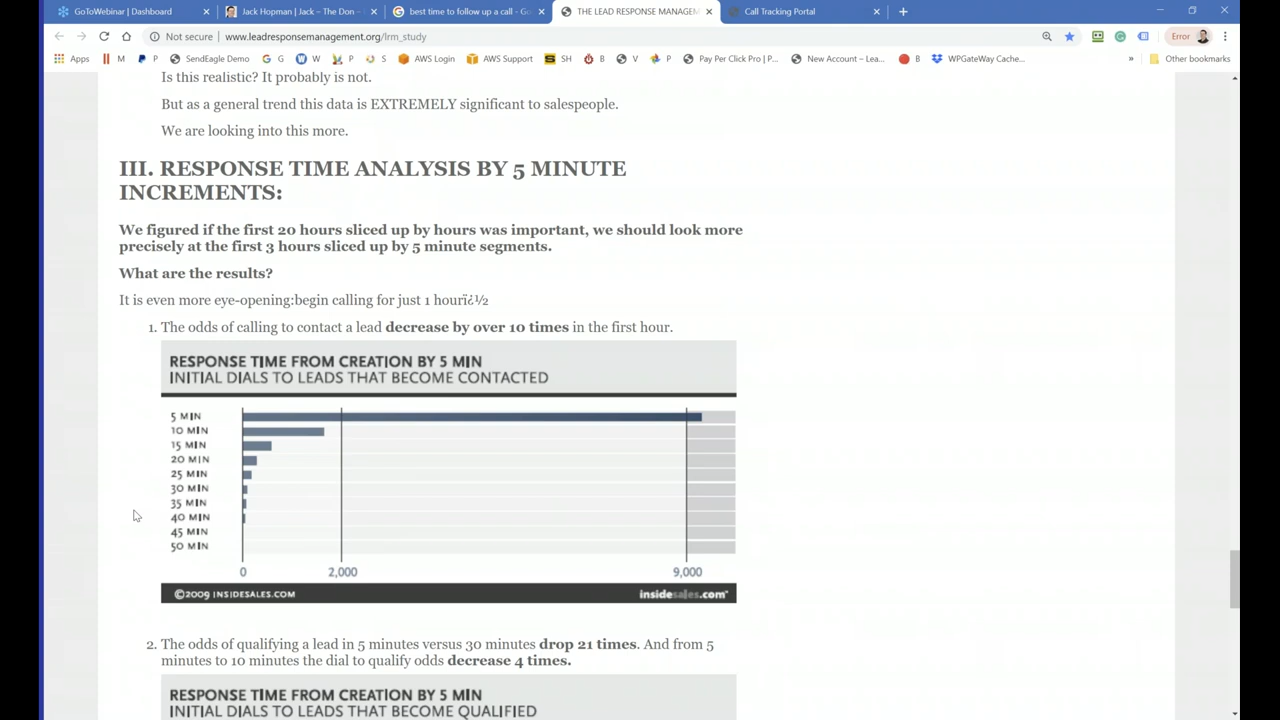 GoToWebinar | Dashboard
Jack Hopman | Jack – The Don -
best time to follow up a call - Go
THE LEAD RESPONSE MANAGEM
Call Tracking Portal
Not secure
www.leadresponsemanagement.org/lrm_study
Error
Apps
M
P
SendEagle Demo
G
G
W
P
S
AWS Login
AWS Support
SH
B
V
P
Pay Per Click Pro | P...
New Account – Lea...
B
WPGateWay Cache...
»
Other bookmarks
Is this realistic? It probably is not.
But as a general trend this data is EXTREMELY significant to salespeople.
We are looking into this more.
III. RESPONSE TIME ANALYSIS BY 5 MINUTE
INCREMENTS:
We figured if the first 20 hours sliced up by hours was important, we should look more
precisely at the first 3 hours sliced up by 5 minute segments.
What are the results?
It is even more eye-opening:begin calling for just 1 hourï¿½
1. The odds of calling to contact a lead decrease by over 10 times in the first hour.
RESPONSE TIME FROM CREATION BY 5 MIN
INITIAL DIALS TO LEADS THAT BECOME CONTACTED
5 MIN
10 MIN
15 MIN
20 MIN
25 MIN
30 MIN
35 MIN
40 MIN
45 MIN
50 MIN
0 2,000 9,000
©2009 INSIDESALES.COM insidesales.com
2. The odds of qualifying a lead in 5 minutes versus 30 minutes drop 21 times. And from 5
minutes to 10 minutes the dial to qualify odds decrease 4 times.
RESPONSE TIME FROM CREATION BY 5 MIN
INITIAL DIALS TO LEADS THAT BECOME QUALIFIED